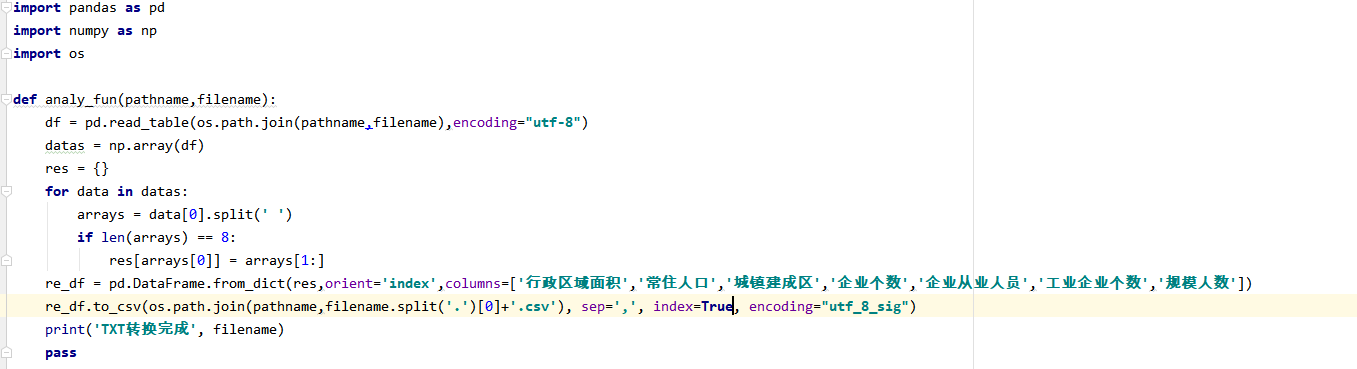 import pandas as pd
import numpy as np
import os
def analy_fun(pathname,filename):
    df = pd.read_table(os.path.join(pathname,filename),encoding="utf-8")
    datas = np.array(df)
    res = {}
    for data in datas:
        arrays = data[0].split(' ')
        if len(arrays) == 8:
            res[arrays[0]] = arrays[1:]
    re_df = pd.DataFrame.from_dict(res,orient='index',columns=['行政区域面积','常住人口','城镇建成区','企业个数','企业从业人员','工业企业个数','规模人数'])
    re_df.to_csv(os.path.join(pathname,filename.split('.')[0]+'.csv'), sep=',', index=True, encoding="utf_8_sig")
    print('TXT转换完成', filename)
    pass